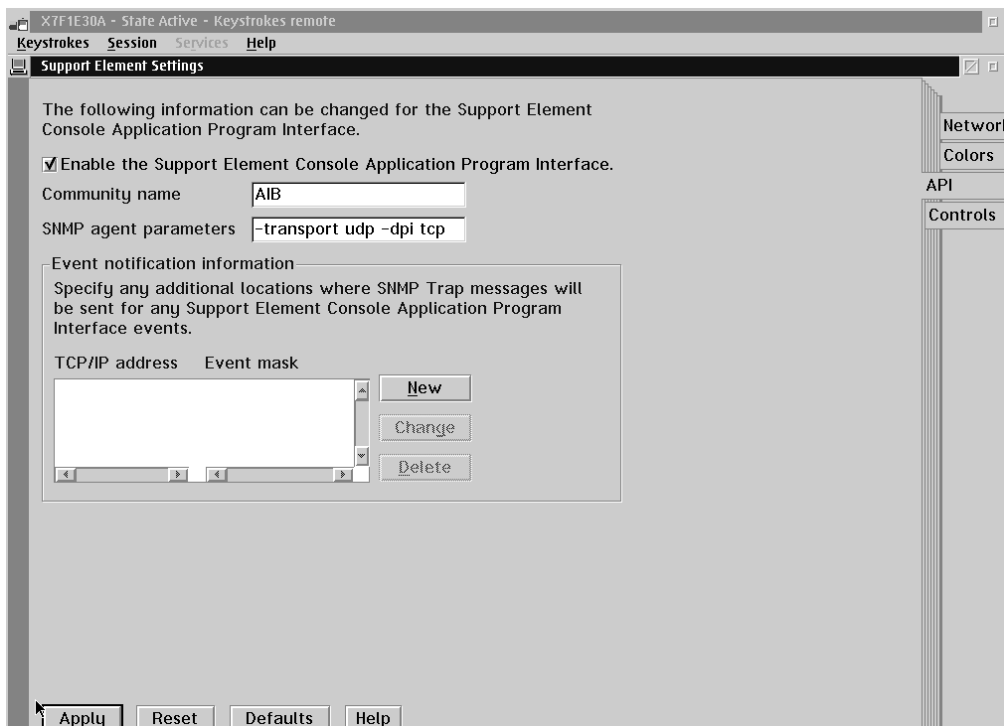 X7F1E30A - State Active - Keystrokes remote
Keystrokes Session Services Help
Support Element Settings
The following information can be changed for the Support Element
Console Application Program Interface.
Enable the Support Element Console Application Program Interface.
Community name AIB
SNMP agent parameters -transport udp -dpi tcp
Event notification information
Specify any additional locations where SNMP Trap messages will
be sent for any Support Element Console Application Program
Interface events.
TCP/IP address Event mask
New
Change
Delete
Network
Colors
API
Controls
Apply Reset Defaults Help